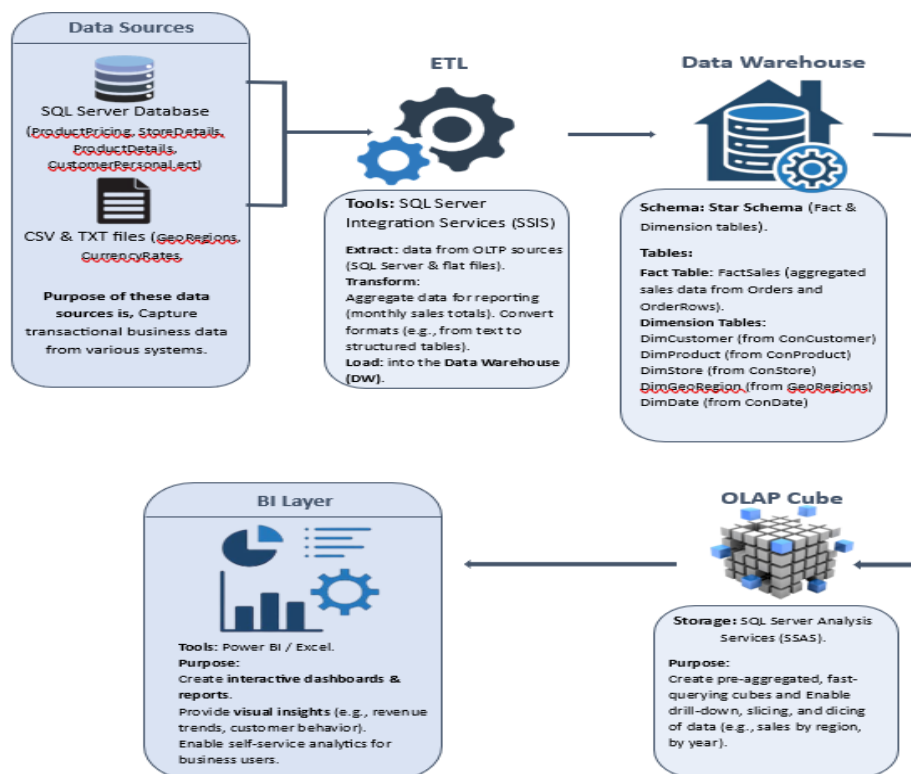 Data Sources
SQL Server Database
(ProductPricing, StoreDetails,
ProductDetails,
CustomerPersonal.ect)
CSV & TXT files (GeoRegions,
CurrencyRates,
Purpose of these data
sources is, Capture
transactional business data
from various systems.
ETL
Tools: SQL Server
Integration Services (SSIS)
Extract: data from OLTP sources
(SQL Server & flat files).
Transform:
Aggregate data for reporting
(monthly sales totals). Convert
formats (e.g., from text to
structured tables).
Load: into the Data Warehouse
(DW).
Data Warehouse
Schema: Star Schema (Fact &
Dimension tables).
Tables:
Fact Table: FactSales (aggregated
sales data from Orders and
OrderRows).
Dimension Tables:
DimCustomer (from ConCustomer)
DimProduct (from ConProduct)
DimStore (from ConStore)
DimGeoRegion (from GeoRegions)
DimDate (from ConDate)
BI Layer
Tools: Power BI / Excel.
Purpose:
Create interactive dashboards &
reports.
Provide visual insights (e.g., revenue
trends, customer behavior).
Enable self-service analytics for
business users.
OLAP Cube
Storage: SQL Server Analysis
Services (SSAS).
Purpose:
Create pre-aggregated, fast-
querying cubes and Enable
drill-down, slicing, and dicing
of data (e.g., sales by region,
by year).